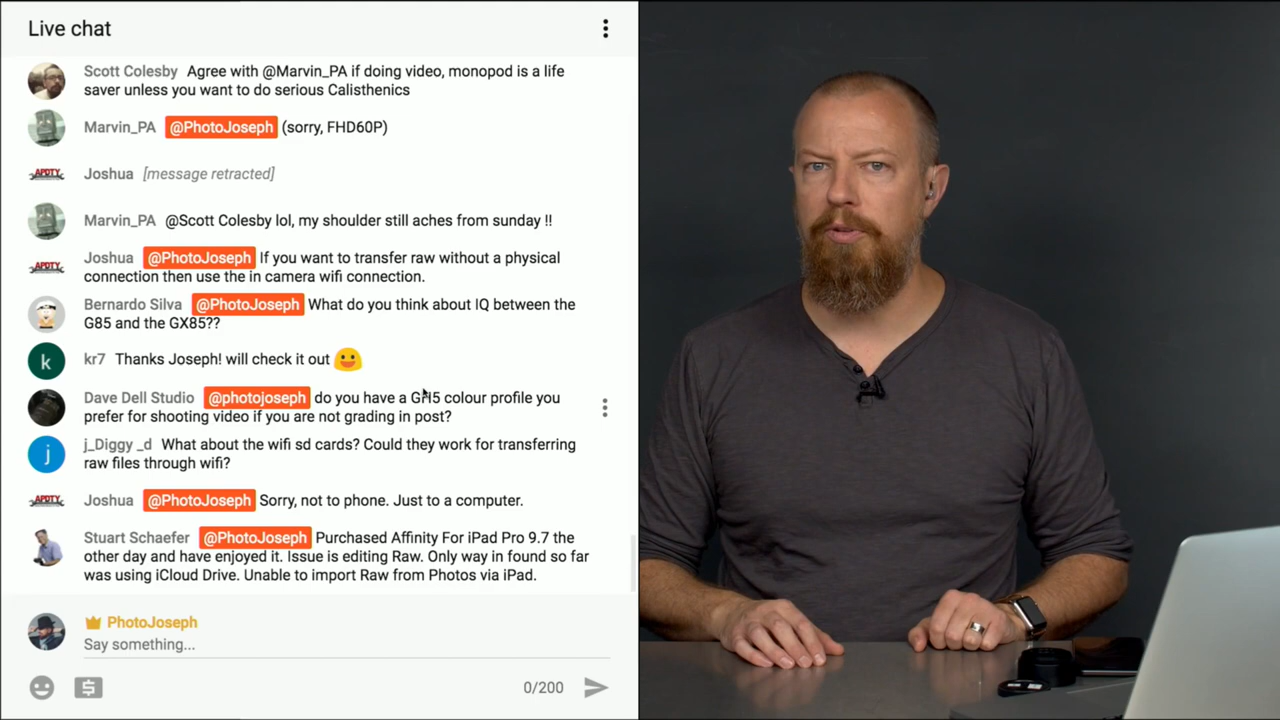 Live chat
Scott Colesby Agree with @Marvin_PA if doing video, monopod is a life
saver unless you want to do serious Calisthenics
Marvin_PA @PhotoJoseph (sorry, FHD60P)
APDTY Joshua [message retracted]
Marvin_PA @Scott Colesby lol, my shoulder still aches from sunday !!
APDTY Joshua @PhotoJoseph If you want to transfer raw without a physical
connection then use the in camera wifi connection.
Bernardo Silva @PhotoJoseph What do you think about IQ between the
G85 and the GX85??
k kr7 Thanks Joseph! will check it out 😀
Dave Dell Studio @photojoseph do you have a GH5 colour profile you
prefer for shooting video if you are not grading in post?
j j_Diggy _d What about the wifi sd cards? Could they work for transferring
raw files through wifi?
APDTY Joshua @PhotoJoseph Sorry, not to phone. Just to a computer.
Stuart Schaefer @PhotoJoseph Purchased Affinity For iPad Pro 9.7 the
other day and have enjoyed it. Issue is editing Raw. Only way in found so far
was using iCloud Drive. Unable to import Raw from Photos via iPad.
PhotoJoseph
Say something...
0/200